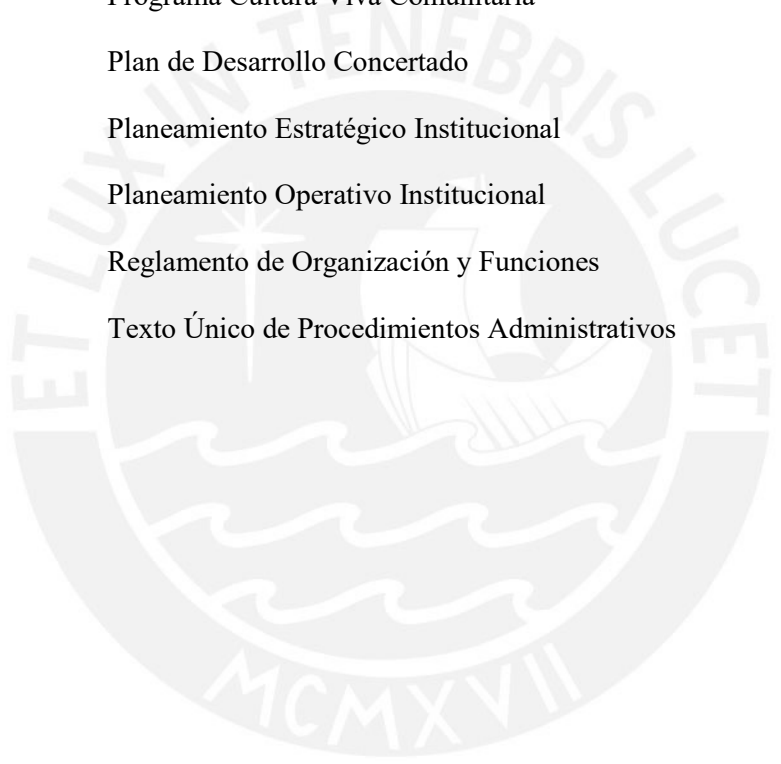 Programa Cultura Viva Comunitaria
Plan de Desarrollo Concertado
Planeamiento Estratégico Institucional
Planeamiento Operativo Institucional
Reglamento de Organización y Funciones
Texto Único de Procedimientos Administrativos
ET LUX IN TENEBRIS LUCET
MCMXVII